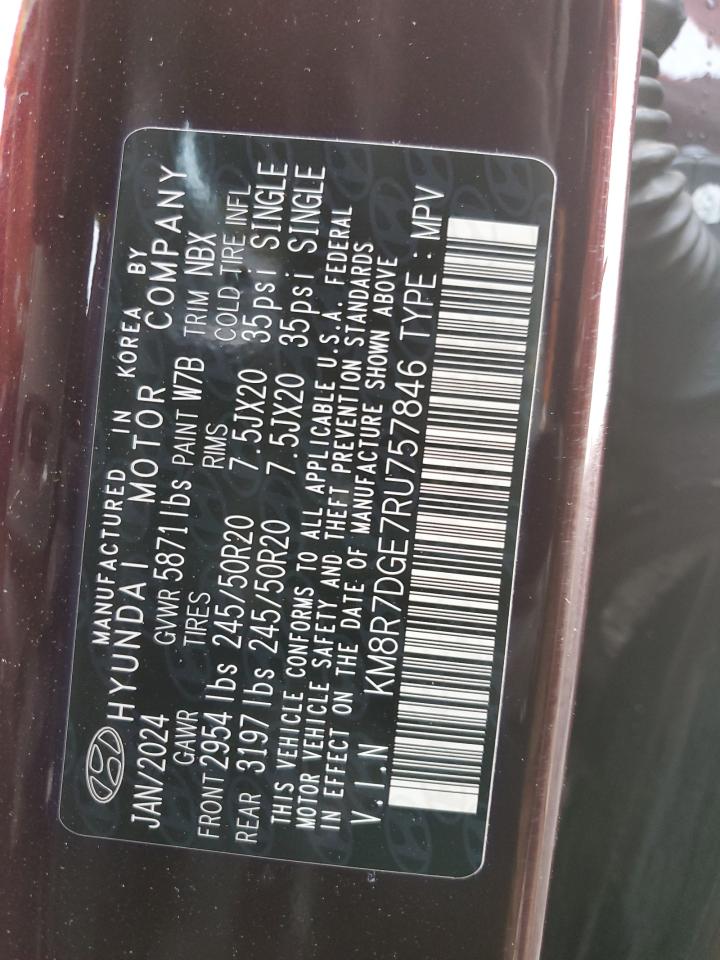 MANUFACTURED IN KOREA BY
HYUNDAI MOTOR COMPANY
JAN/2024 GVWR 5871lbs PAINT W7B TRIM NBX
GAWR TIRES RIMS COLD TIRE INFL
FRONT 2954 lbs 245/50R20 7.5JX20 35psi SINGLE
REAR 3197 lbs 245/50R20 7.5JX20 35psi SINGLE
THIS VEHICLE CONFORMS TO ALL APPLICABLE U.S.A. FEDERAL
MOTOR VEHICLE SAFETY AND THEFT PREVENTION STANDARDS
IN EFFECT ON THE DATE OF MANUFACTURE SHOWN ABOVE
V.I.N KM8R7DGE7RU757846 TYPE : MPV